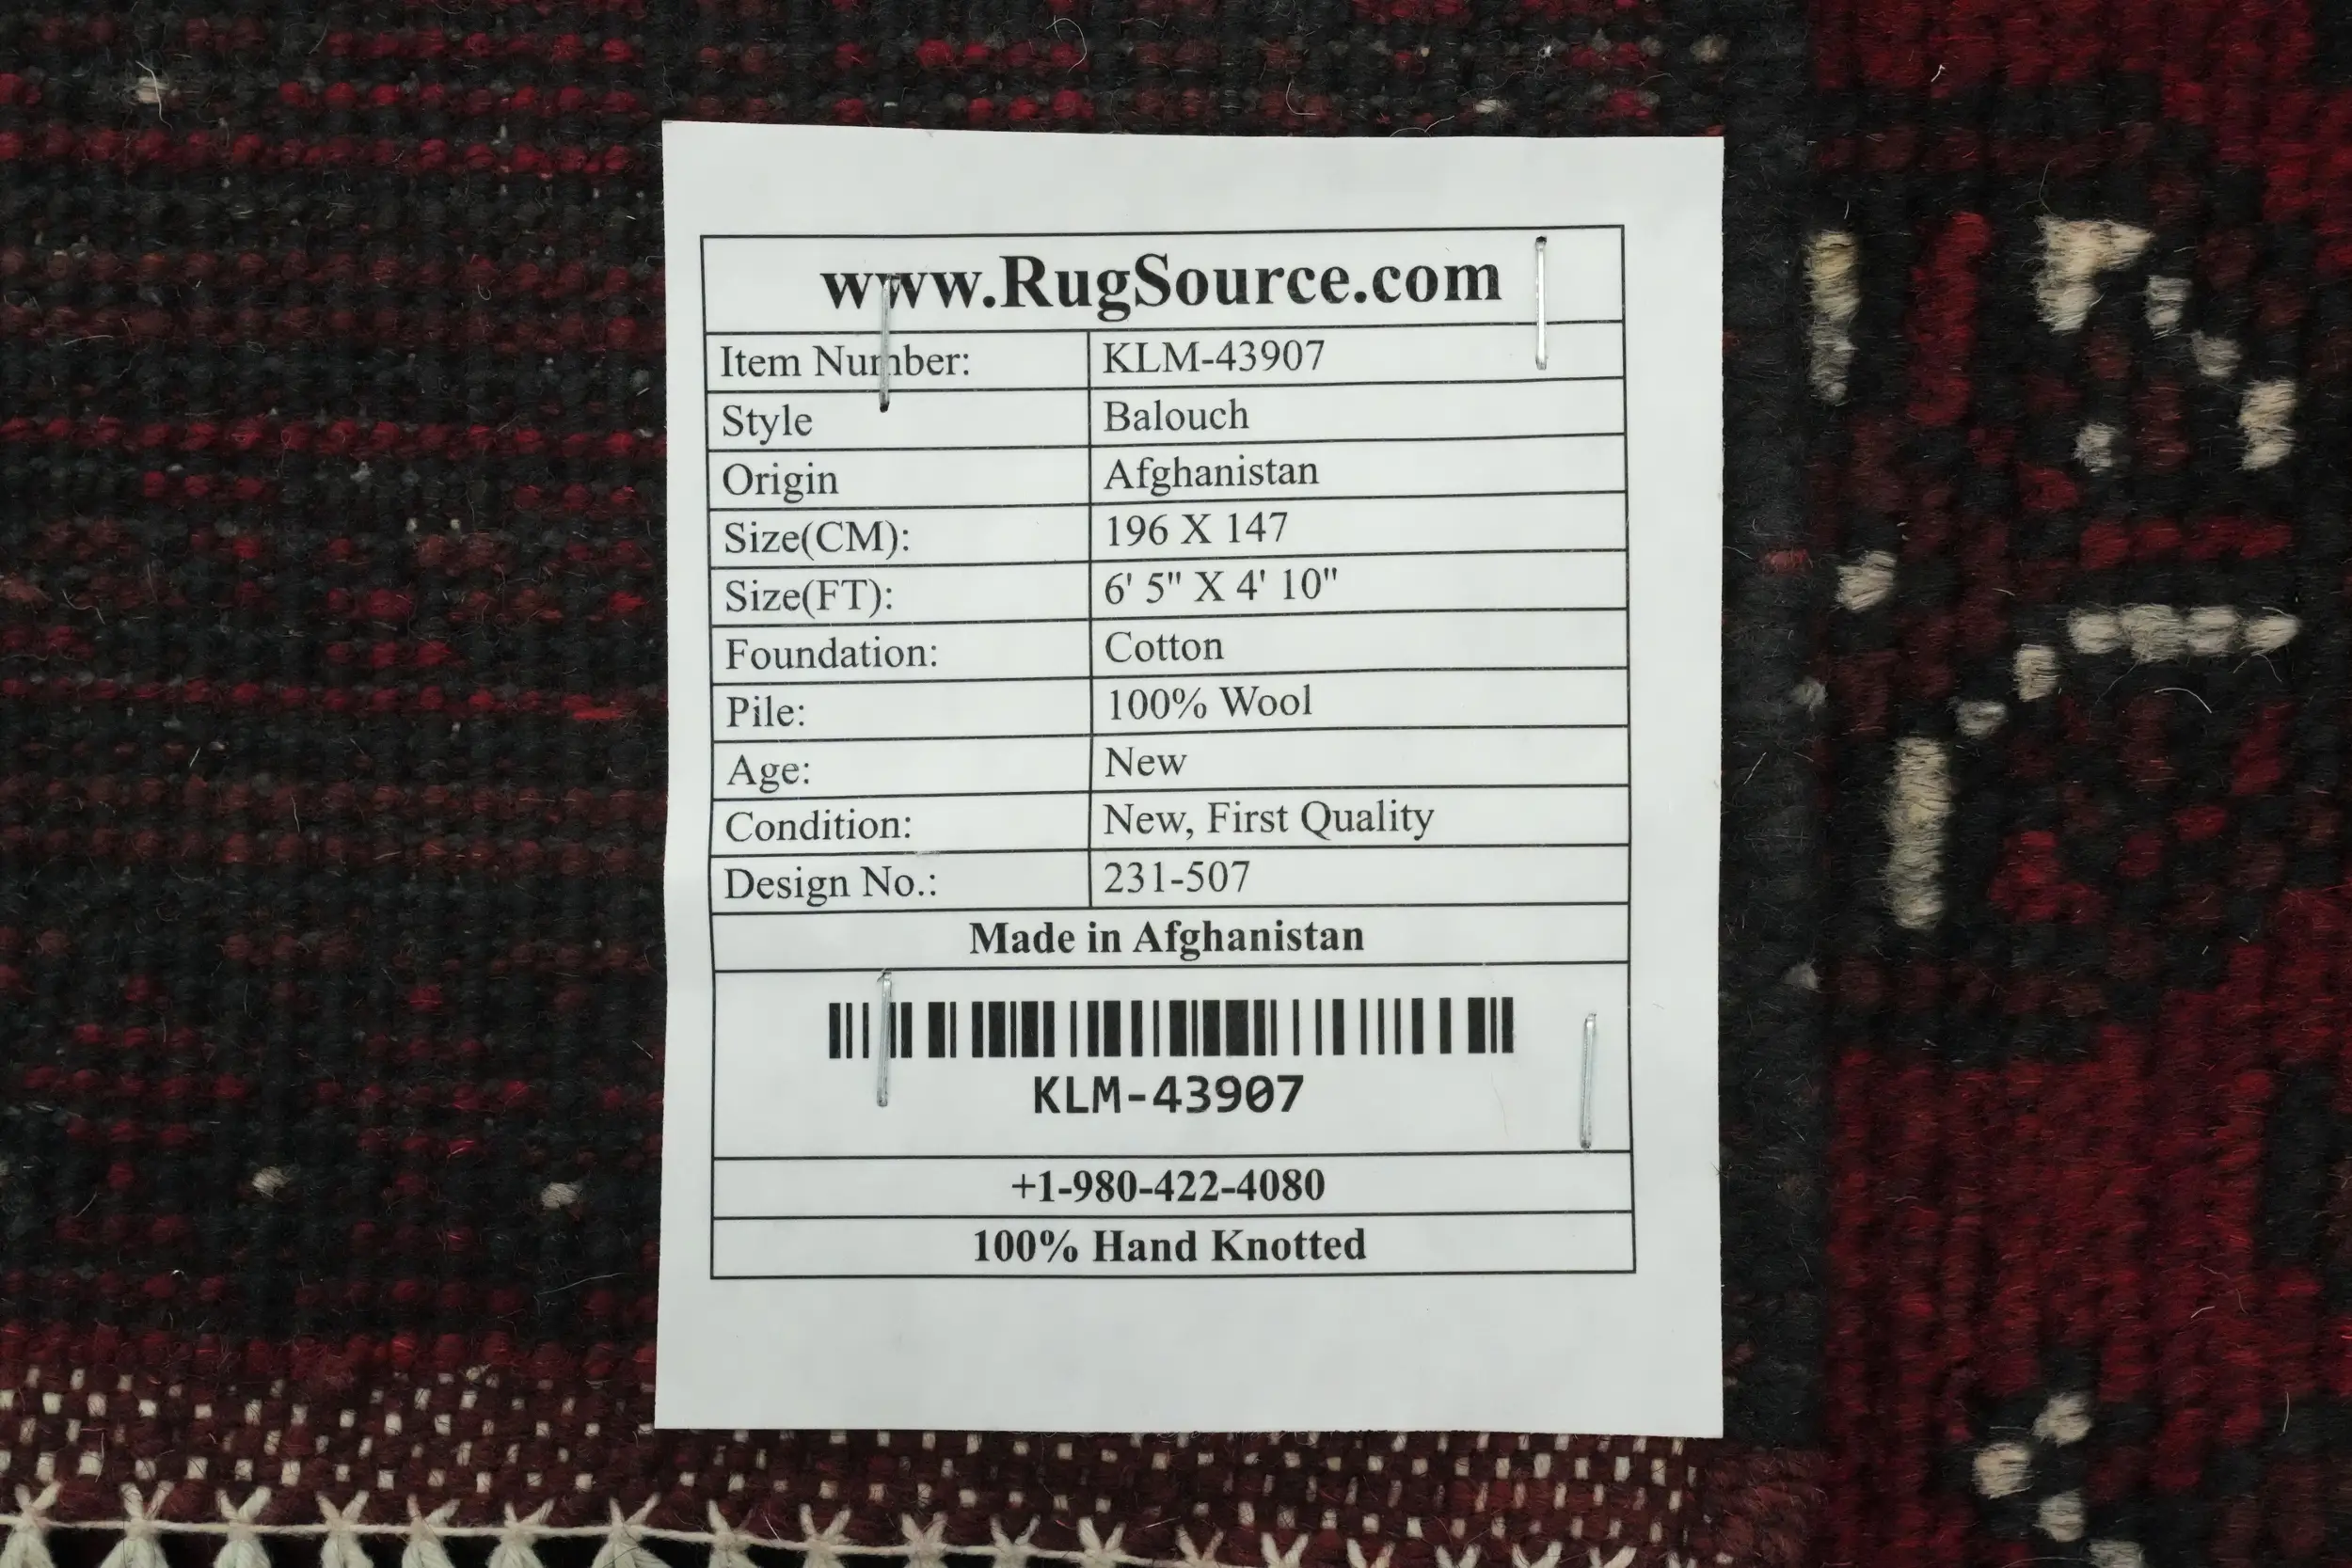 www.RugSource.com
Item Number: KLM-43907
Style Balouch
Origin Afghanistan
Size(CM): 196 X 147
Size(FT): 6' 5" X 4' 10"
Foundation: Cotton
Pile: 100% Wool
Age: New
Condition: New, First Quality
Design No.: 231-507
Made in Afghanistan
KLM-43907
+1-980-422-4080
100% Hand Knotted